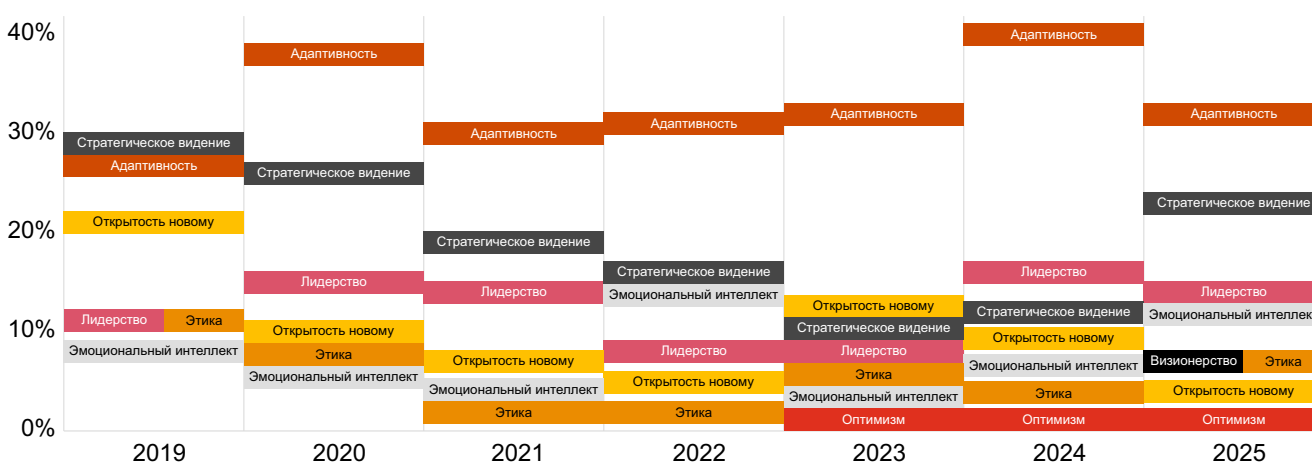 40%
30%
20%
10%
0%
Стратегическое видение
Адаптивность
Открытость новому
Лидерство
Этика
Эмоциональный интеллект
2019
Адаптивность
Стратегическое видение
Лидерство
Открытость новому
Этика
Эмоциональный интеллект
2020
Адаптивность
Стратегическое видение
Лидерство
Открытость новому
Эмоциональный интеллект
Этика
2021
Адаптивность
Стратегическое видение
Эмоциональный интеллект
Лидерство
Открытость новому
Этика
2022
Адаптивность
Открытость новому
Стратегическое видение
Лидерство
Этика
Эмоциональный интеллект
Оптимизм
2023
Адаптивность
Лидерство
Стратегическое видение
Открытость новому
Эмоциональный интеллект
Этика
Оптимизм
2024
Адаптивность
Стратегическое видение
Лидерство
Эмоциональный интеллек
Визионерство
Этика
Открытость новому
Оптимизм
2025